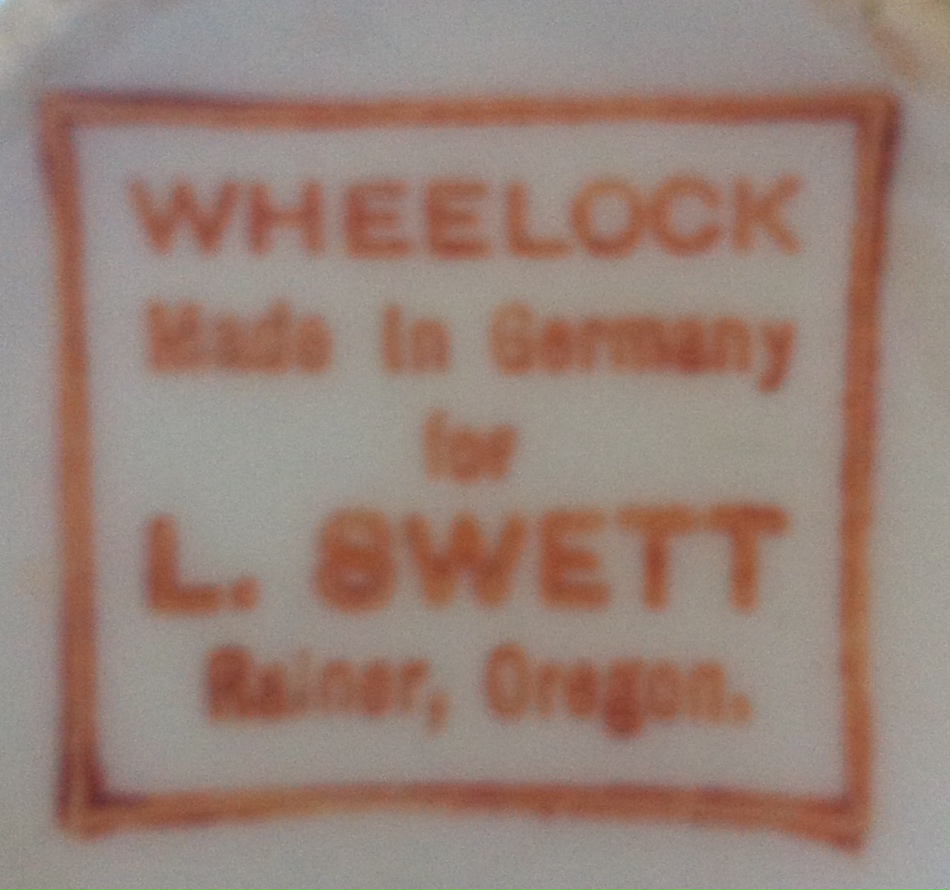 WHEELOCK
Made in Germany
for
L. SWETT
Rainer, Oregon.